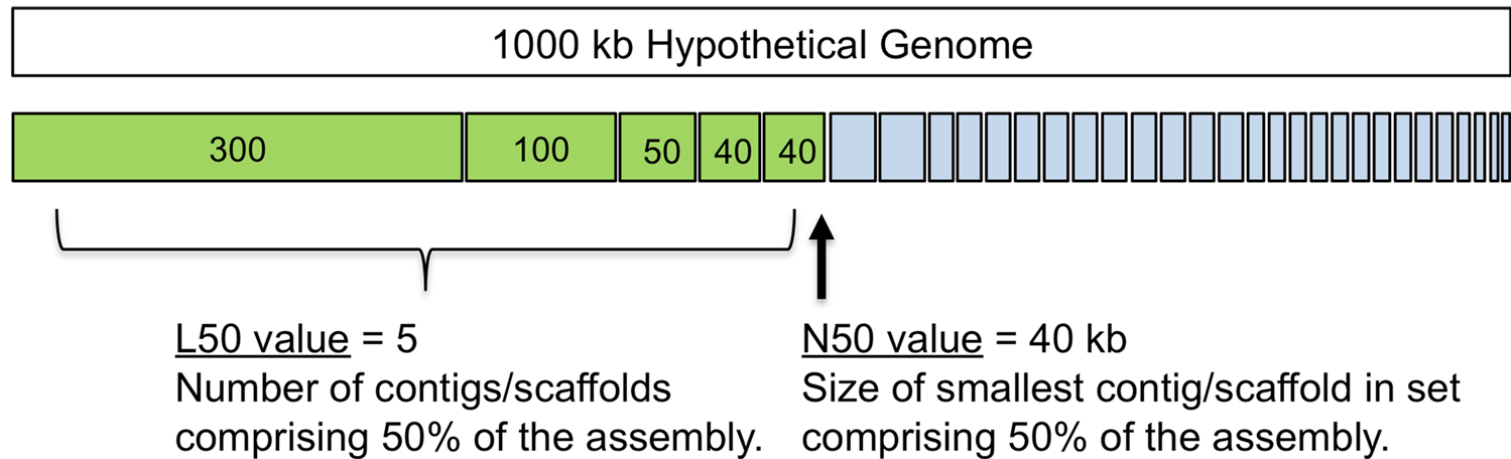 1000 kb Hypothetical Genome
300 100 50 40 40
L50 value = 5
Number of contigs/scaffolds
comprising 50% of the assembly.
N50 value = 40 kb
Size of smallest contig/scaffold in set
comprising 50% of the assembly.